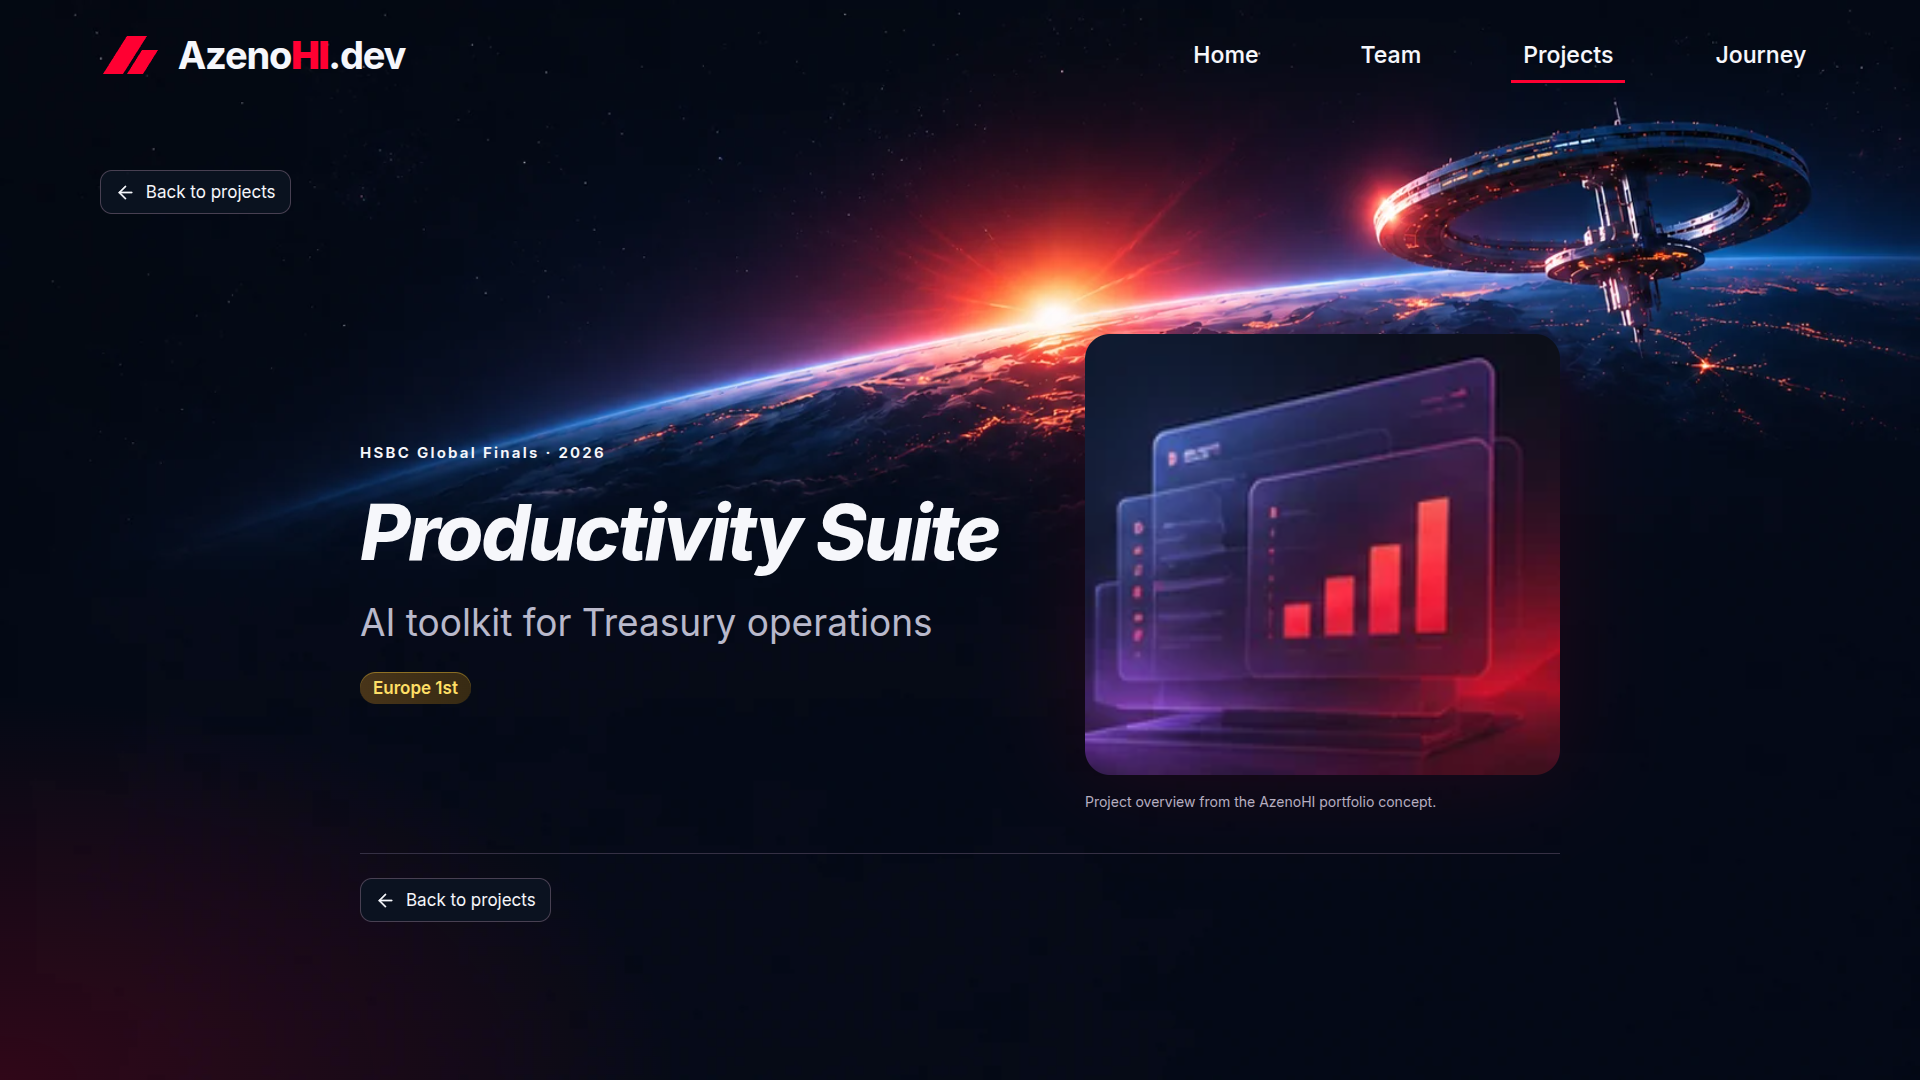 AzenoHI.dev
Home
Team
Projects
Journey
Back to projects
HSBC Global Finals · 2026
Productivity Suite
AI toolkit for Treasury operations
Europe 1st
Project overview from the AzenoHI portfolio concept.
Back to projects